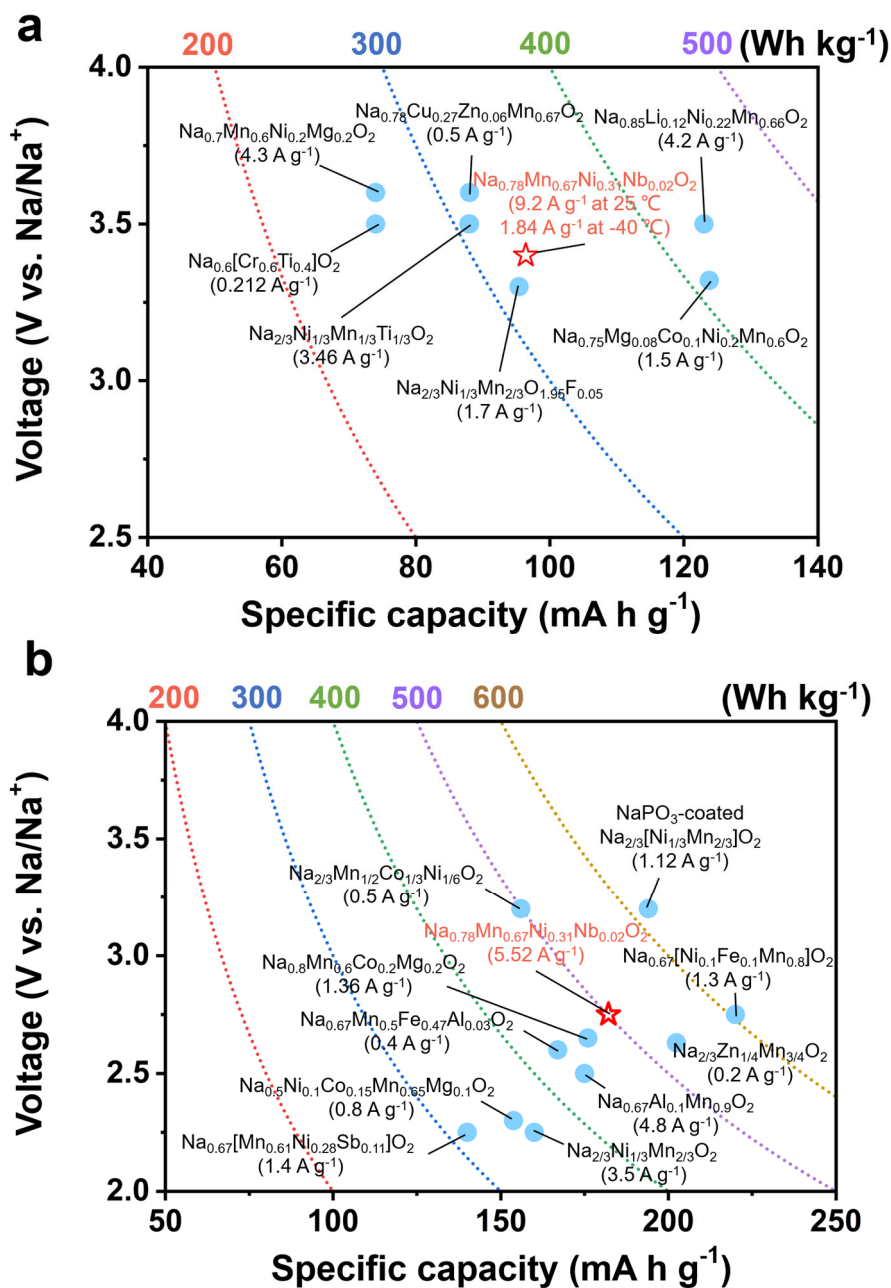 a
200 300 400 500 (Wh kg⁻¹)
4.0
Na₀.₇₈Cu₀.₂₇Zn₀.₀₆Mn₀.₆₇O₂
(0.5 A g⁻¹)
Na₀.₈₅Li₀.₁₂Ni₀.₂₂Mn₀.₆₆O₂
(4.2 A g⁻¹)
Na₀.₇Mn₀.₆Ni₀.₂Mg₀.₂O₂
(4.3 A g⁻¹)
Na₀.₇₈Mn₀.₆₇Ni₀.₃₁Nb₀.₀₂O₂
(9.2 A g⁻¹ at 25 ℃
1.84 A g⁻¹ at -40 ℃)
3.5
Na₀.₆[Cr₀.₆Ti₀.₄]O₂
(0.212 A g⁻¹)
Na₂/₃Ni₁/₃Mn₁/₃Ti₁/₃O₂
(3.46 A g⁻¹)
Na₀.₇₅Mg₀.₀₈Co₀.₁Ni₀.₂Mn₀.₆O₂
(1.5 A g⁻¹)
3.0
Na₂/₃Ni₁/₃Mn₂/₃O₁.₉₅F₀.₀₅
(1.7 A g⁻¹)
2.5
Voltage (V vs. Na/Na⁺)
40 60 80 100 120 140
Specific capacity (mA h g⁻¹)
b
200 300 400 500 600 (Wh kg⁻¹)
4.0
NaPO₃-coated
Na₂/₃[Ni₁/₃Mn₂/₃]O₂
(1.12 A g⁻¹)
3.5
Na₂/₃Mn₁/₂Co₁/₃Ni₁/₆O₂
(0.5 A g⁻¹)
Na₀.₇₈Mn₀.₆₇Ni₀.₃₁Nb₀.₀₂O₂
(5.52 A g⁻¹)
Na₀.₆₇[Ni₀.₁Fe₀.₁Mn₀.₈]O₂
(1.3 A g⁻¹)
3.0
Na₀.₈Mn₀.₆Co₀.₂Mg₀.₂O₂
(1.36 A g⁻¹)
Na₀.₆₇Mn₀.₅Fe₀.₄₇Al₀.₀₃O₂
(0.4 A g⁻¹)
Na₂/₃Zn₁/₄Mn₃/₄O₂
(0.2 A g⁻¹)
2.5
Na₀.₅Ni₀.₁Co₀.₁₅Mn₀.₆₅Mg₀.₁O₂
(0.8 A g⁻¹)
Na₀.₆₇Al₀.₁Mn₀.₉O₂
(4.8 A g⁻¹)
Na₀.₆₇[Mn₀.₆₁Ni₀.₂₈Sb₀.₁₁]O₂
(1.4 A g⁻¹)
Na₂/₃Ni₁/₃Mn₂/₃O₂
(3.5 A g⁻¹)
2.0
Voltage (V vs. Na/Na⁺)
50 100 150 200 250
Specific capacity (mA h g⁻¹)